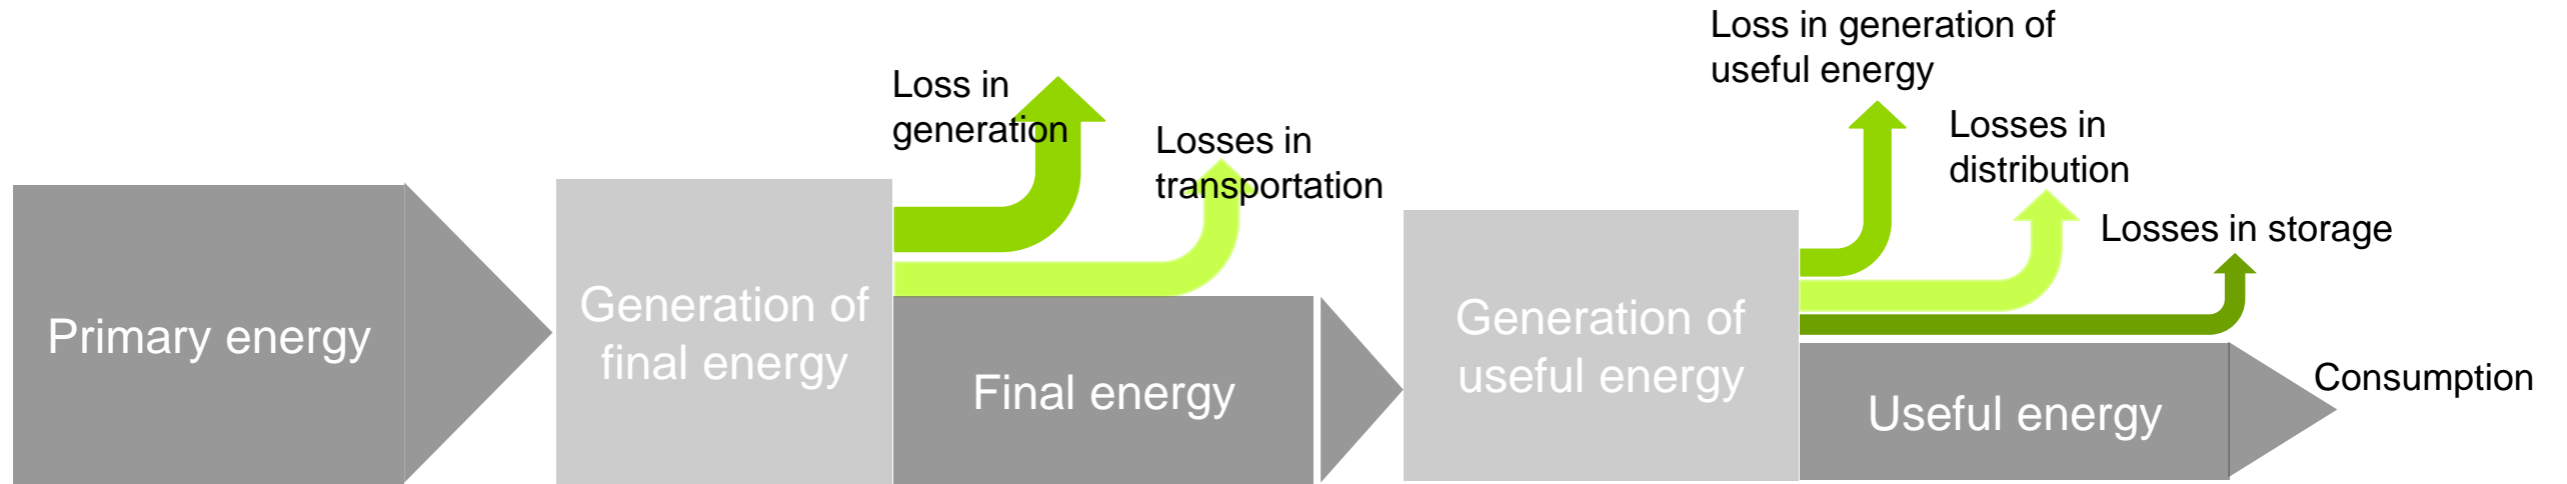 Loss in generation of
useful energy
Loss in
generation
Losses in
transportation
Losses in
distribution
Losses in storage
Primary energy
Generation of
final energy
Final energy
Generation of
useful energy
Useful energy
Consumption